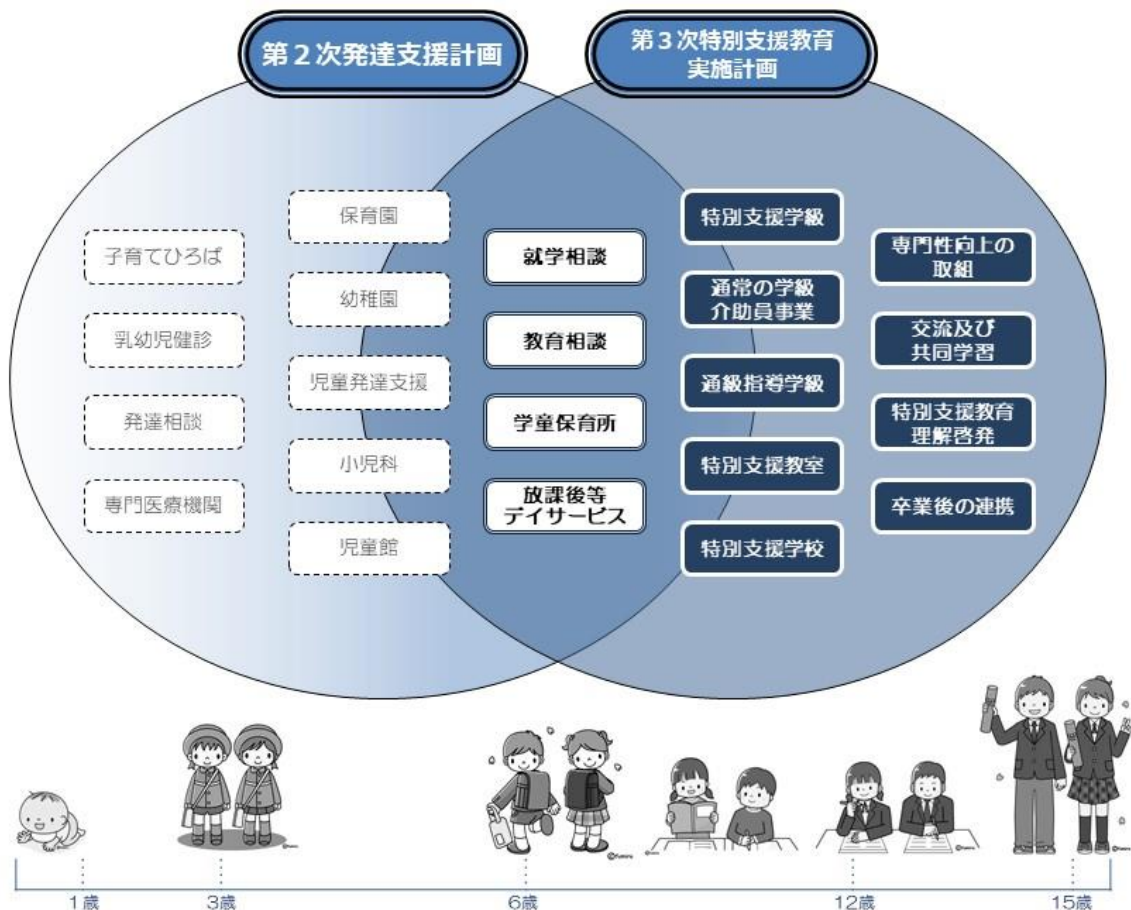 第２次発達支援計画
第３次特別支援教育
実施計画
子育てひろば
乳幼児健診
発達相談
専門医療機関
保育園
幼稚園
児童発達支援
小児科
児童館
就学相談
教育相談
学童保育所
放課後等
デイサービス
特別支援学級
通常の学級
介助員事業
通級指導学級
特別支援教室
特別支援学校
専門性向上の
取組
交流及び
共同学習
特別支援教育
理解啓発
卒業後の連携
1歳
3歳
6歳
12歳
15歳